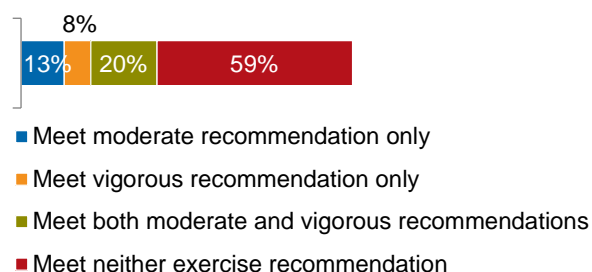 8%
13% 20% 59%
Meet moderate recommendation only
Meet vigorous recommendation only
Meet both moderate and vigorous recommendations
Meet neither exercise recommendation